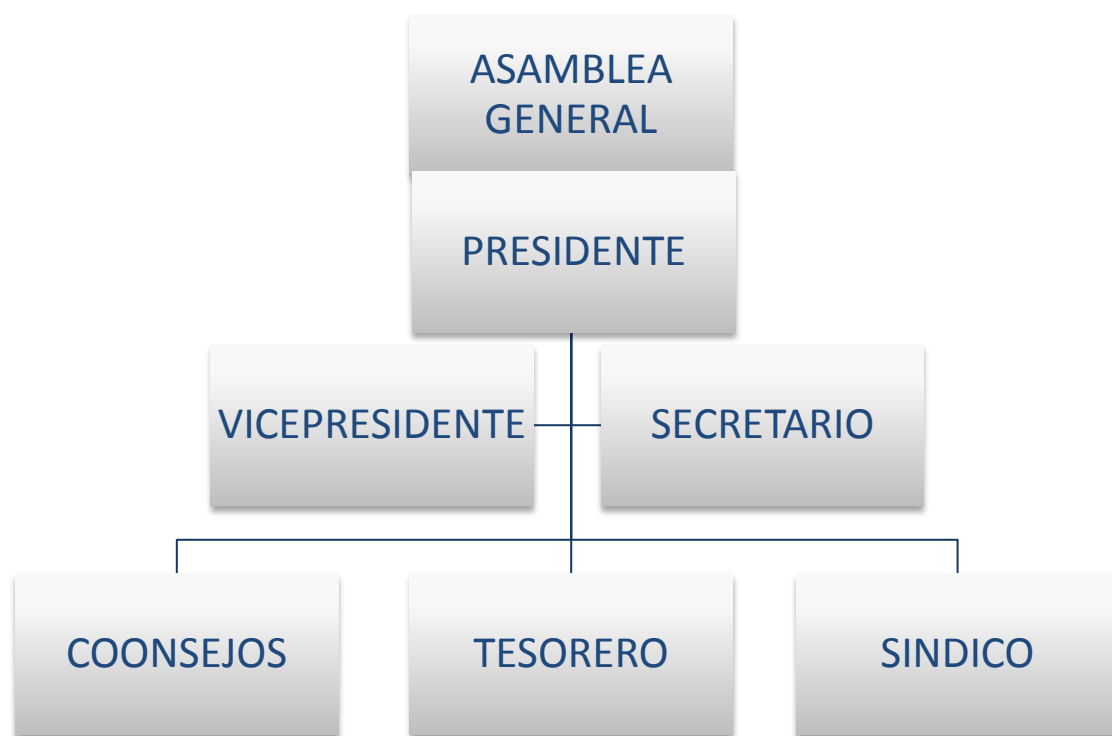 ASAMBLEA
GENERAL
PRESIDENTE
VICEPRESIDENTE
SECRETARIO
COONSEJOS
TESORERO
SINDICO